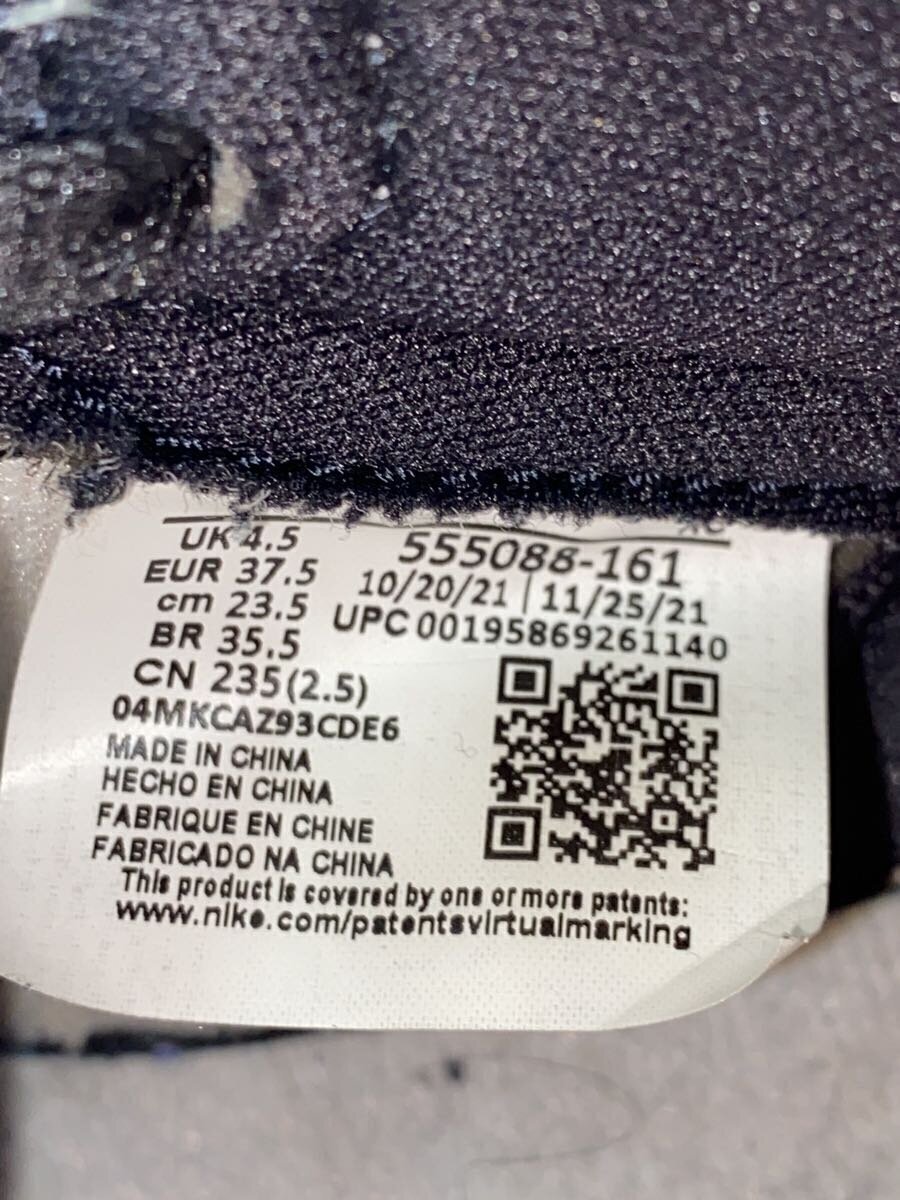 UK 4.5
EUR 37.5
cm 23.5
BR 35.5
CN 235(2.5)
04MKCAZ93CDE6
555088-161
10/20/21 | 11/25/21
UPC 00195869261140
MADE IN CHINA
HECHO EN CHINA
FABRIQUE EN CHINE
FABRICADO NA CHINA
This product is covered by one or more patents:
www.nike.com/patentsvirtualmarking